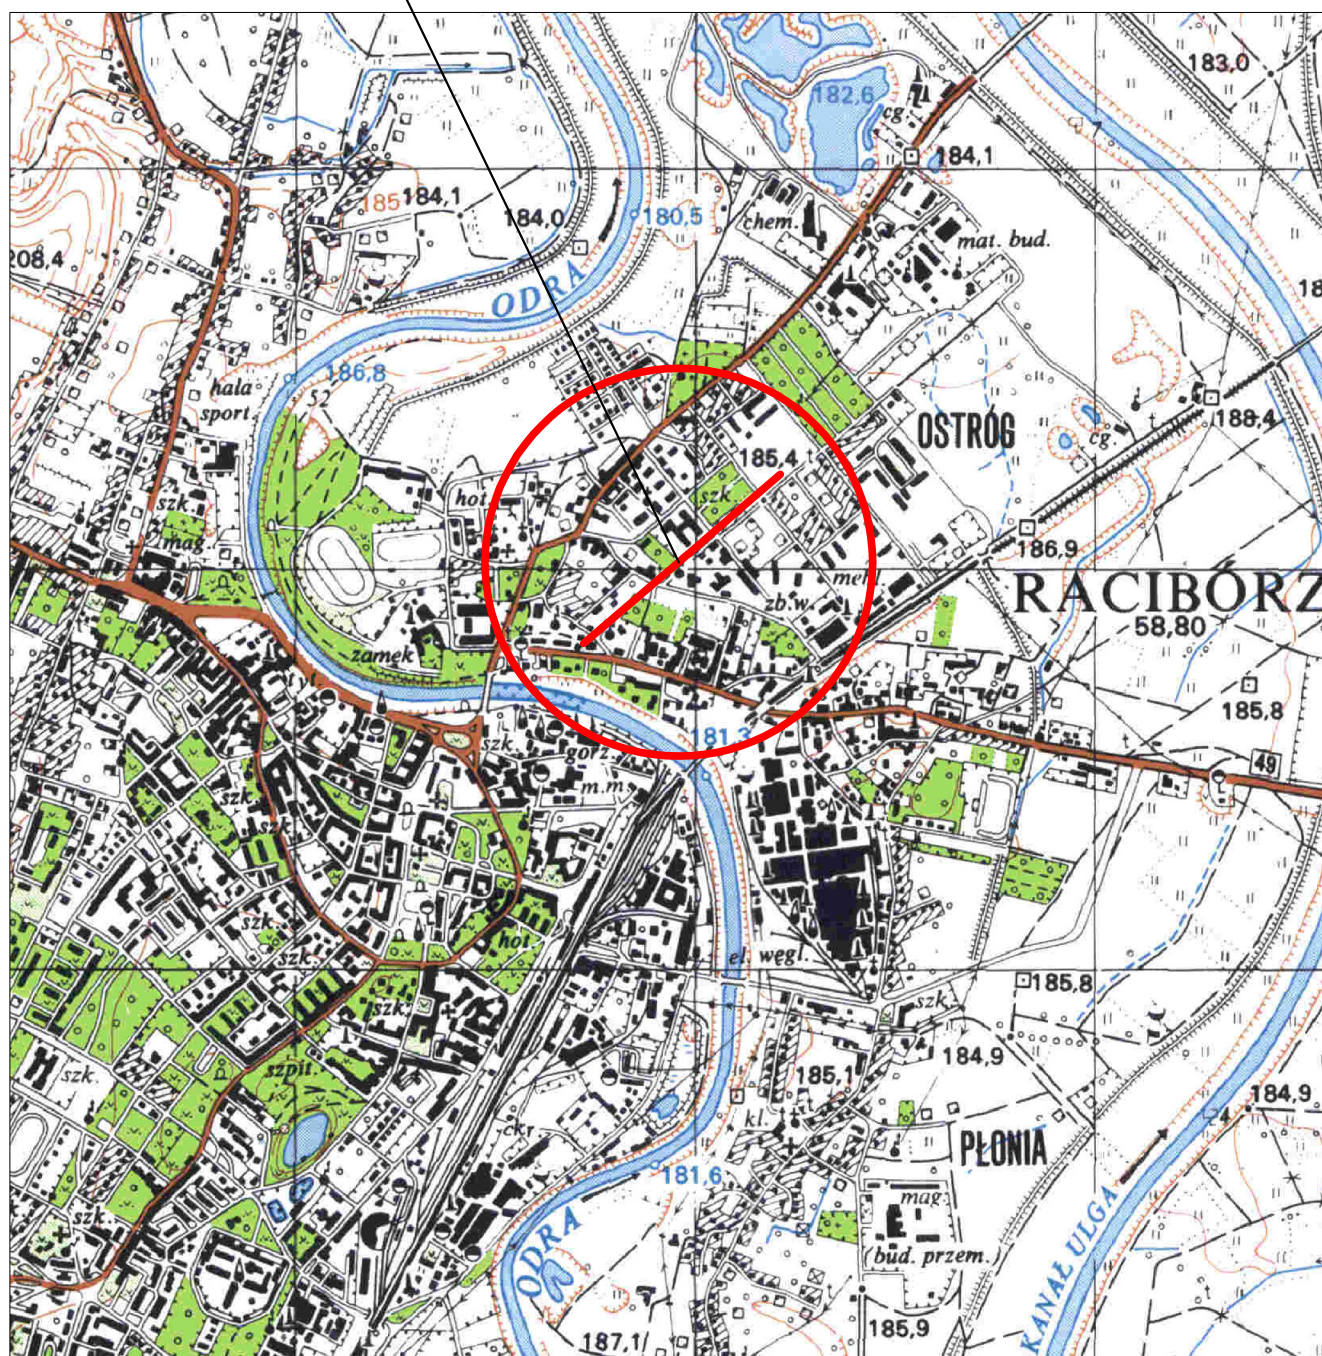 183,0
182,6
cg.
184,1
185
184,1
184,0
180,5
chem.
mat. bud.
208,4
ODRA
18
186,8
hala
sport.
52
OSTRÓG
188,4
cg.
t
185,4
t
szk.
hot.
szk.
mag.
186,9
met.
RACIBÓRZ
zb.w.
58,80
zamek
185,8
181,3
szk.
gorz.
t
49
m.m.
szk.
szk.
szk.
hot.
szk.
el.
węgl.
185,8
szk.
szk.
184,9
szpit.
szk.
185,1
184,9
ckr.
kl.
24
PŁONIA
181,6
mag.
szk.
ODRA
KANAŁ ULGA
(bud. przem.)
t
187,1
185,9